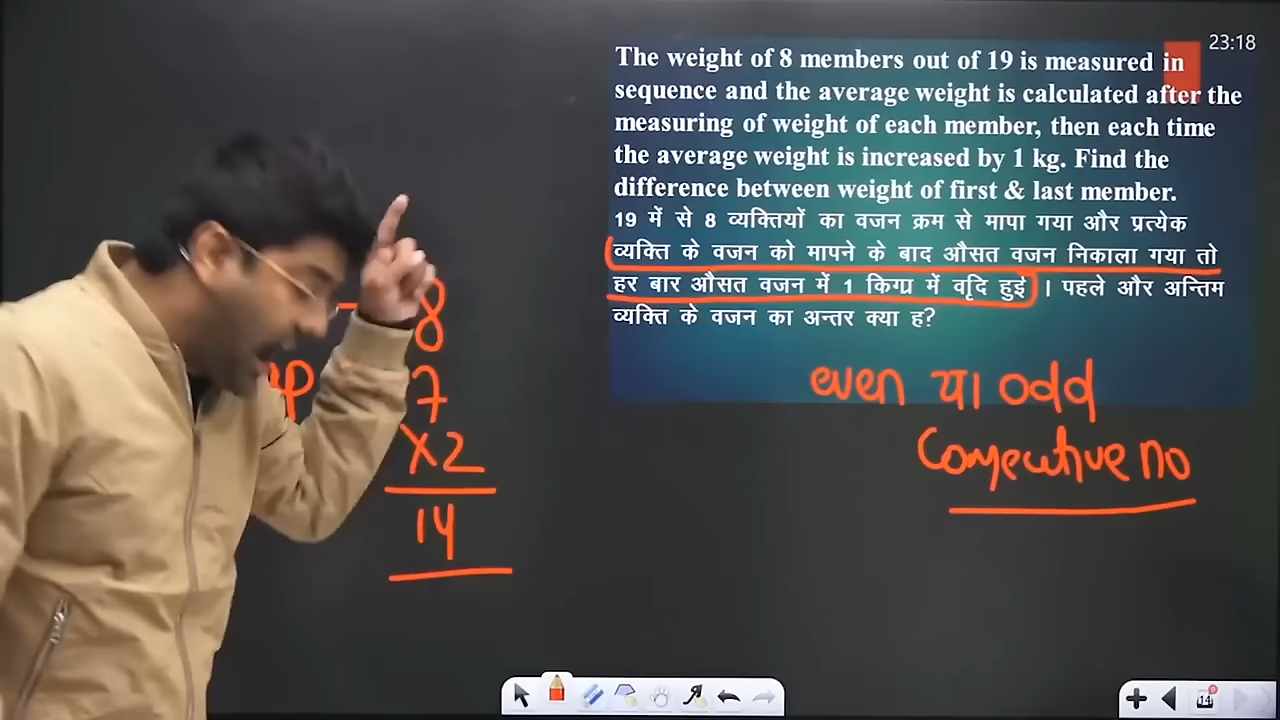 23:18
The weight of 8 members out of 19 is measured in
sequence and the average weight is calculated after the
measuring of weight of each member, then each time
the average weight is increased by 1 kg. Find the
difference between weight of first & last member.
19 में से 8 व्यक्तियों का वजन क्रम से मापा गया और प्रत्येक
व्यक्ति के वजन को मापने के बाद औसत वजन निकाला गया तो
हर बार औसत वजन में 1 किग्रा में वृदि हुई । पहले और अन्तिम
व्यक्ति के वजन का अन्तर क्या ह?
8
7
X2
14
even या odd
Consecutive no
14